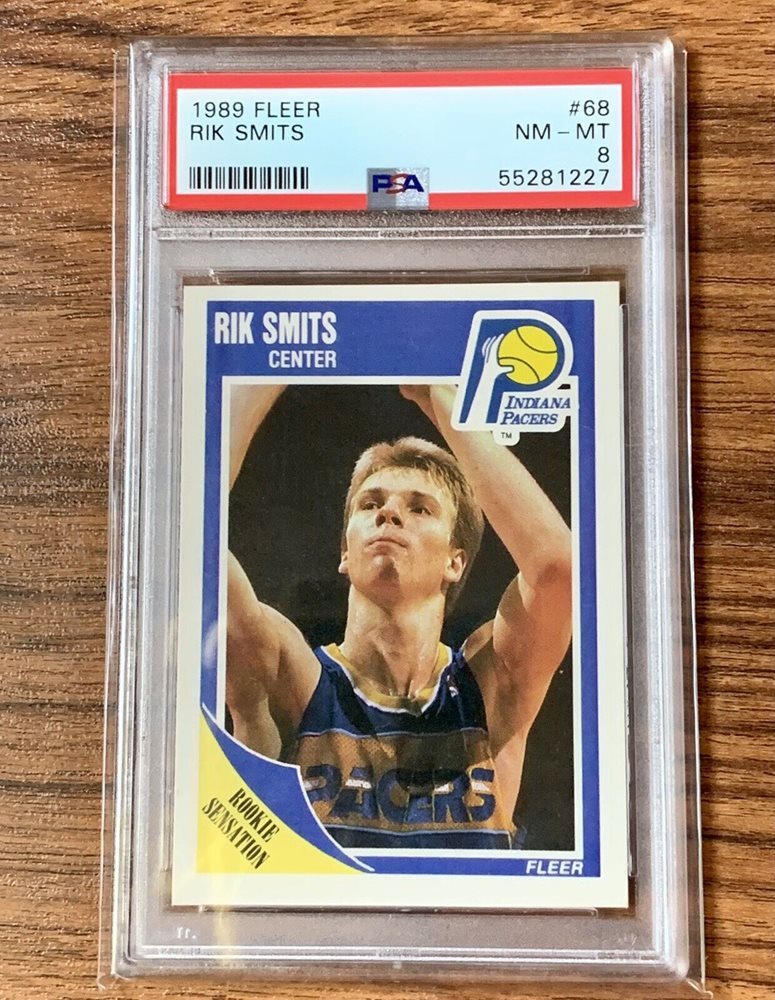 1989 FLEER #68
RIK SMITS NM - MT
8
PSA 55281227
RIK SMITS
CENTER
INDIANA
PACERS
TM
PACERS
ROOKIE
SENSATION
FLEER